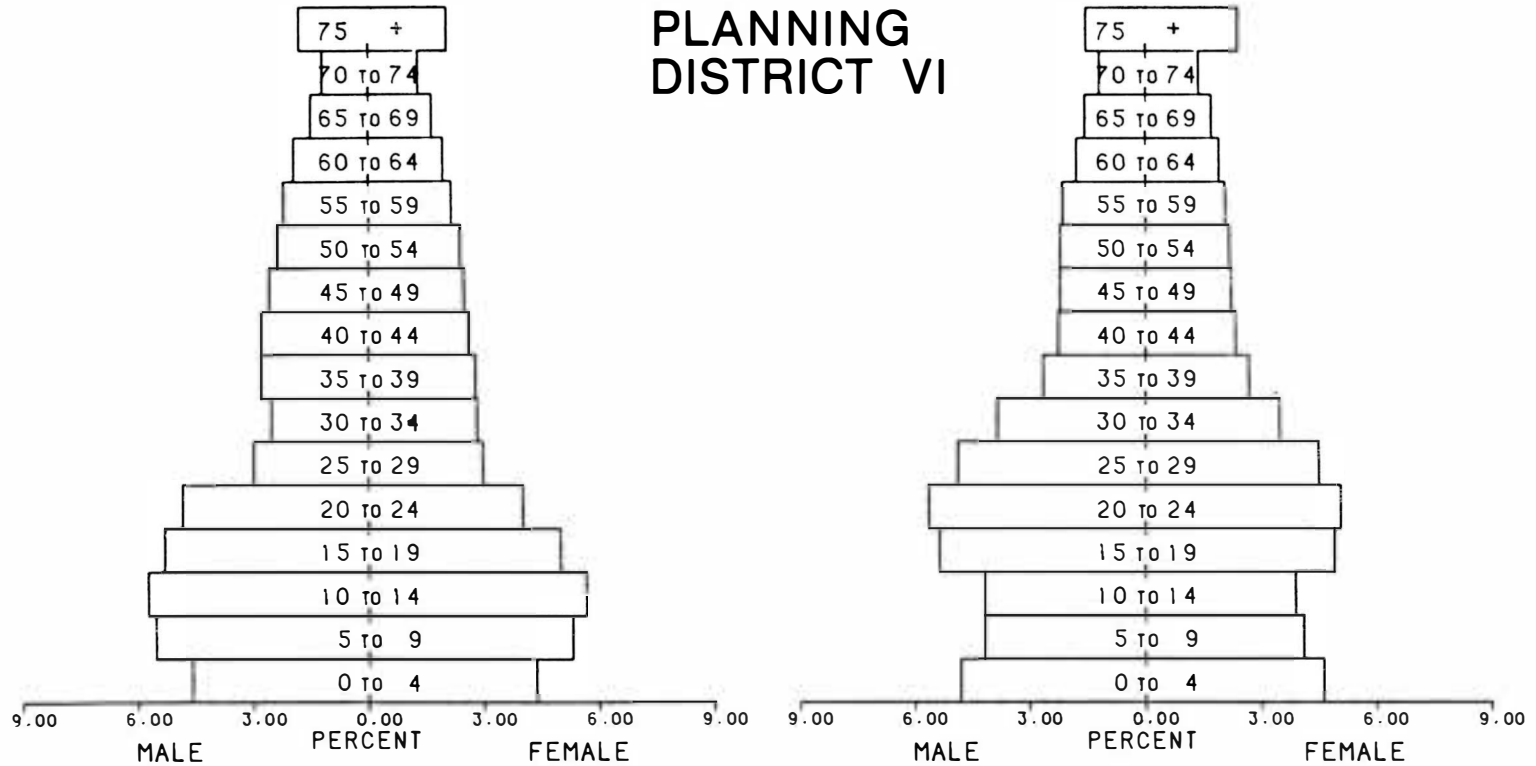 PLANNING
DISTRICT VI
75 +
70 TO 74
65 TO 69
60 TO 64
55 TO 59
50 TO 54
45 TO 49
40 TO 44
35 TO 39
30 TO 34
25 TO 29
20 TO 24
15 TO 19
10 TO 14
5 TO 9
0 TO 4
9.00 6.00 3.00 0.00 3.00 6.00 9.00
MALE PERCENT FEMALE
75 +
70 TO 74
65 TO 69
60 TO 64
55 TO 59
50 TO 54
45 TO 49
40 TO 44
35 TO 39
30 TO 34
25 TO 29
20 TO 24
15 TO 19
10 TO 14
5 TO 9
0 TO 4
9.00 6.00 3.00 0.00 3.00 6.00 9.00
MALE PERCENT FEMALE